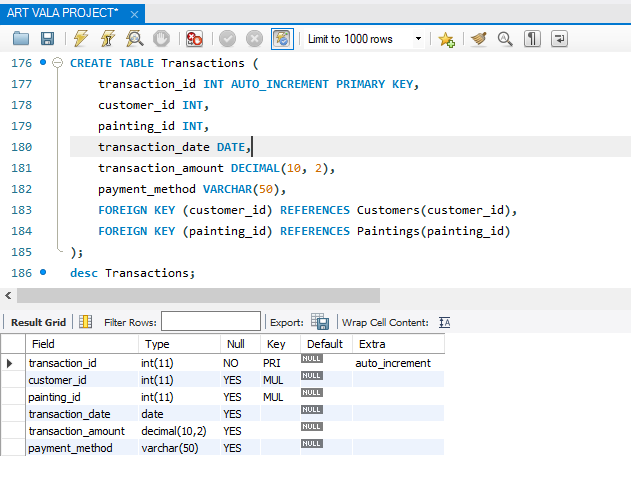 ART VALA PROJECT* ×
Limit to 1000 rows
176 CREATE TABLE Transactions (
177 transaction_id INT AUTO_INCREMENT PRIMARY KEY,
178 customer_id INT,
179 painting_id INT,
180 transaction_date DATE,
181 transaction_amount DECIMAL(10, 2),
182 payment_method VARCHAR(50),
183 FOREIGN KEY (customer_id) REFERENCES Customers(customer_id),
184 FOREIGN KEY (painting_id) REFERENCES Paintings(painting_id)
185 );
186 desc Transactions;
Result Grid Filter Rows: Export: Wrap Cell Content:
Field Type Null Key Default Extra
transaction_id int(11) NO PRI NULL auto_increment
customer_id int(11) YES MUL NULL
painting_id int(11) YES MUL NULL
transaction_date date YES NULL
transaction_amount decimal(10,2) YES NULL
payment_method varchar(50) YES NULL